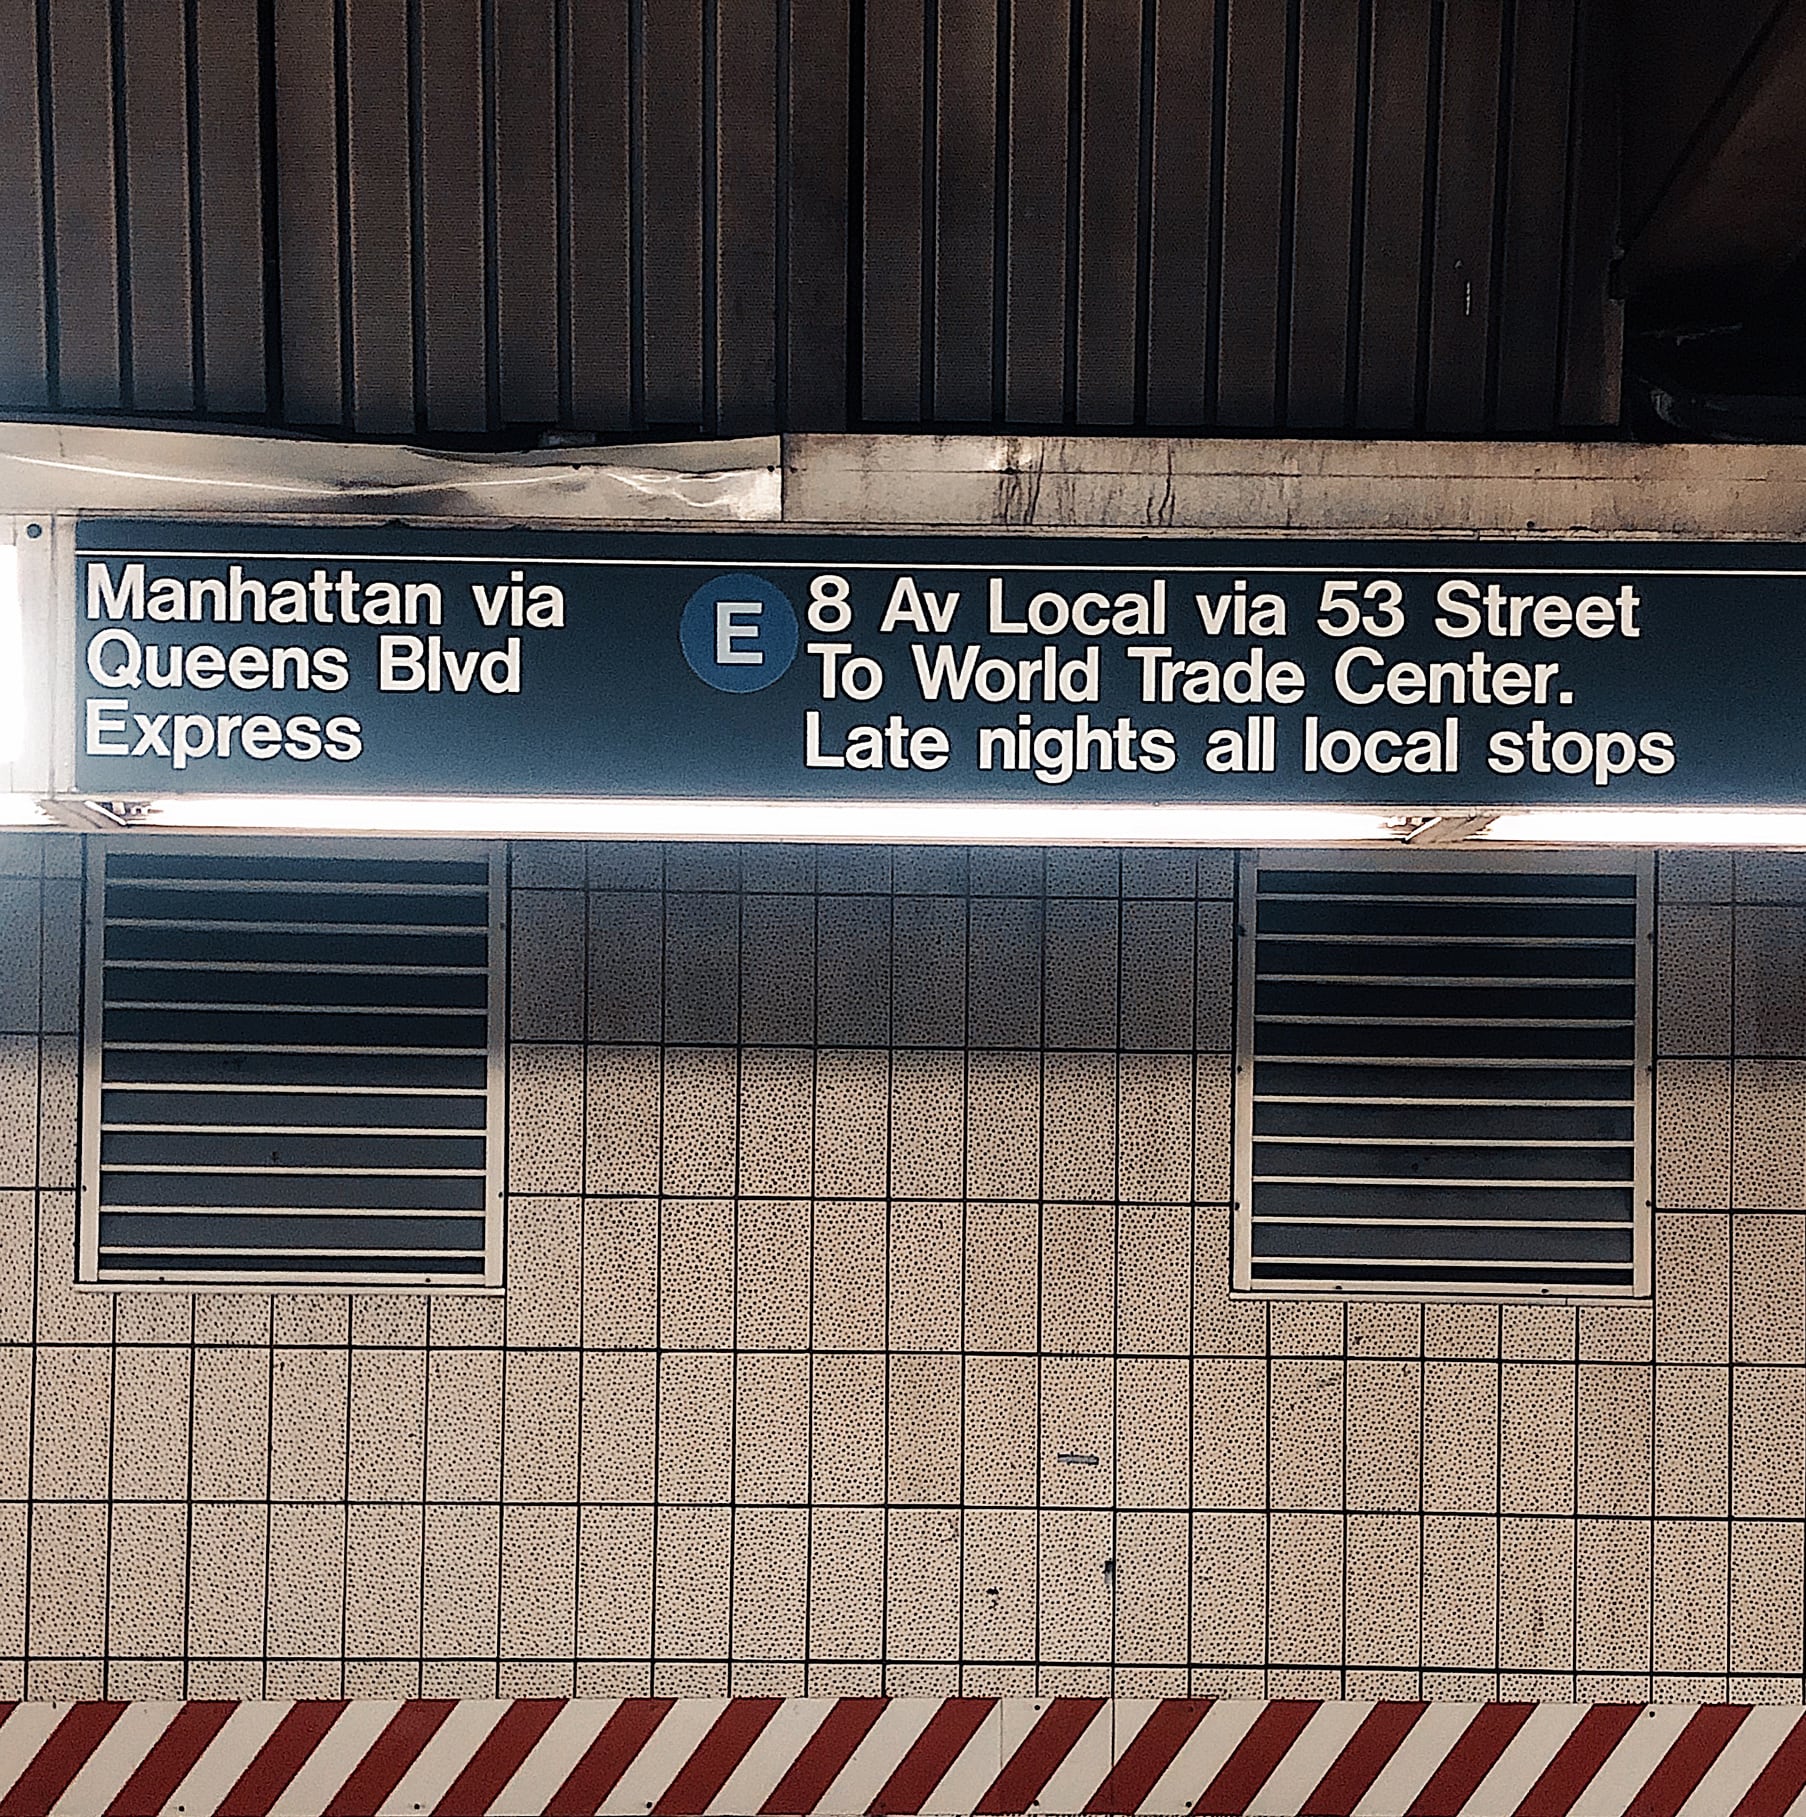 Manhattan via
Queens Blvd
Express
E
8 Av Local via 53 Street
To World Trade Center.
Late nights all local stops